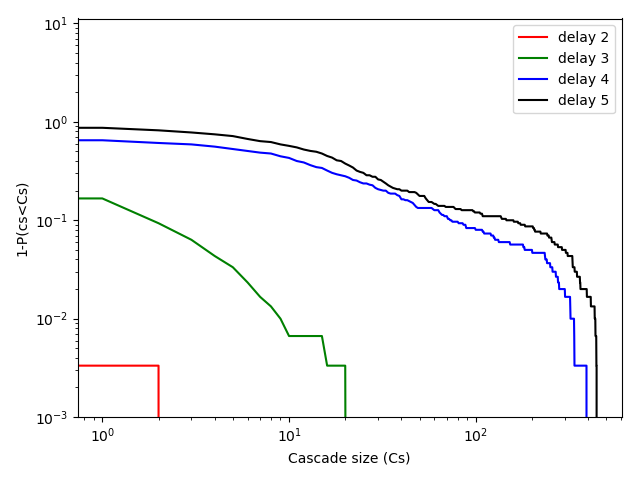 10¹
10⁰
10⁻¹
10⁻²
10⁻³
1-P(cs<Cs)
delay 2
delay 3
delay 4
delay 5
10⁰ 10¹ 10²
Cascade size (Cs)